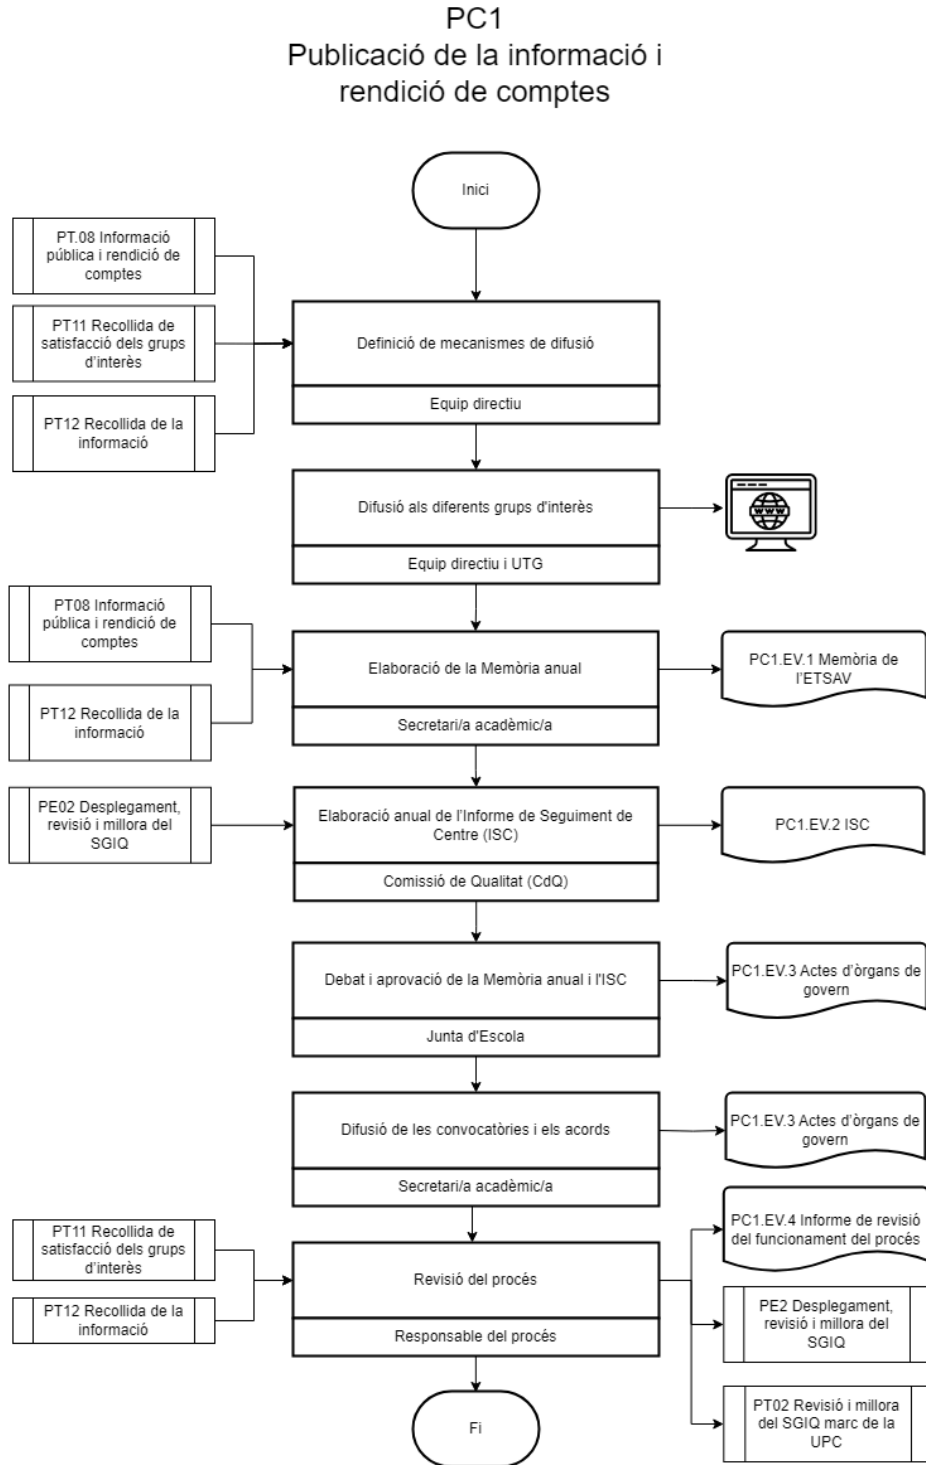 PC1
Publicació de la informació i
rendició de comptes
Inici
PT.08 Informació
pública i rendició de
comptes
PT11 Recollida de
satisfacció dels grups
d'interès
PT12 Recollida de la
informació
Definició de mecanismes de difusió
Equip directiu
Difusió als diferents grups d'interès
Equip directiu i UTG
WWW
PT08 Informació
pública i rendició de
comptes
PT12 Recollida de la
informació
Elaboració de la Memòria anual
Secretari/a acadèmic/a
PC1.EV.1 Memòria de
l'ETSAV
PE02 Desplegament,
revisió i millora del
SGIQ
Elaboració anual de l'Informe de Seguiment de
Centre (ISC)
Comissió de Qualitat (CdQ)
PC1.EV.2 ISC
Debat i aprovació de la Memòria anual i l'ISC
Junta d'Escola
PC1.EV.3 Actes d'òrgans de
govern
Difusió de les convocatòries i els acords
Secretari/a acadèmic/a
PC1.EV.3 Actes d'òrgans de
govern
PT11 Recollida de
satisfacció dels grups
d'interès
PT12 Recollida de la
informació
Revisió del procés
Responsable del procés
PC1.EV.4 Informe de revisió
del funcionament del procés
PE2 Desplegament,
revisió i millora del
SGIQ
PT02 Revisió i millora
del SGIQ marc de la
UPC
Fi